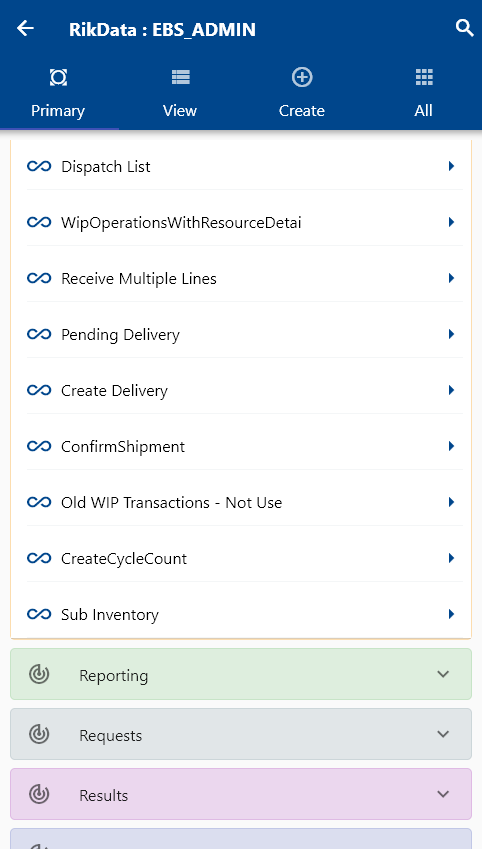 RikData : EBS_ADMIN
Primary
View
Create
All
Dispatch List
WipOperationsWithResourceDetai
Receive Multiple Lines
Pending Delivery
Create Delivery
ConfirmShipment
Old WIP Transactions - Not Use
CreateCycleCount
Sub Inventory
Reporting
Requests
Results